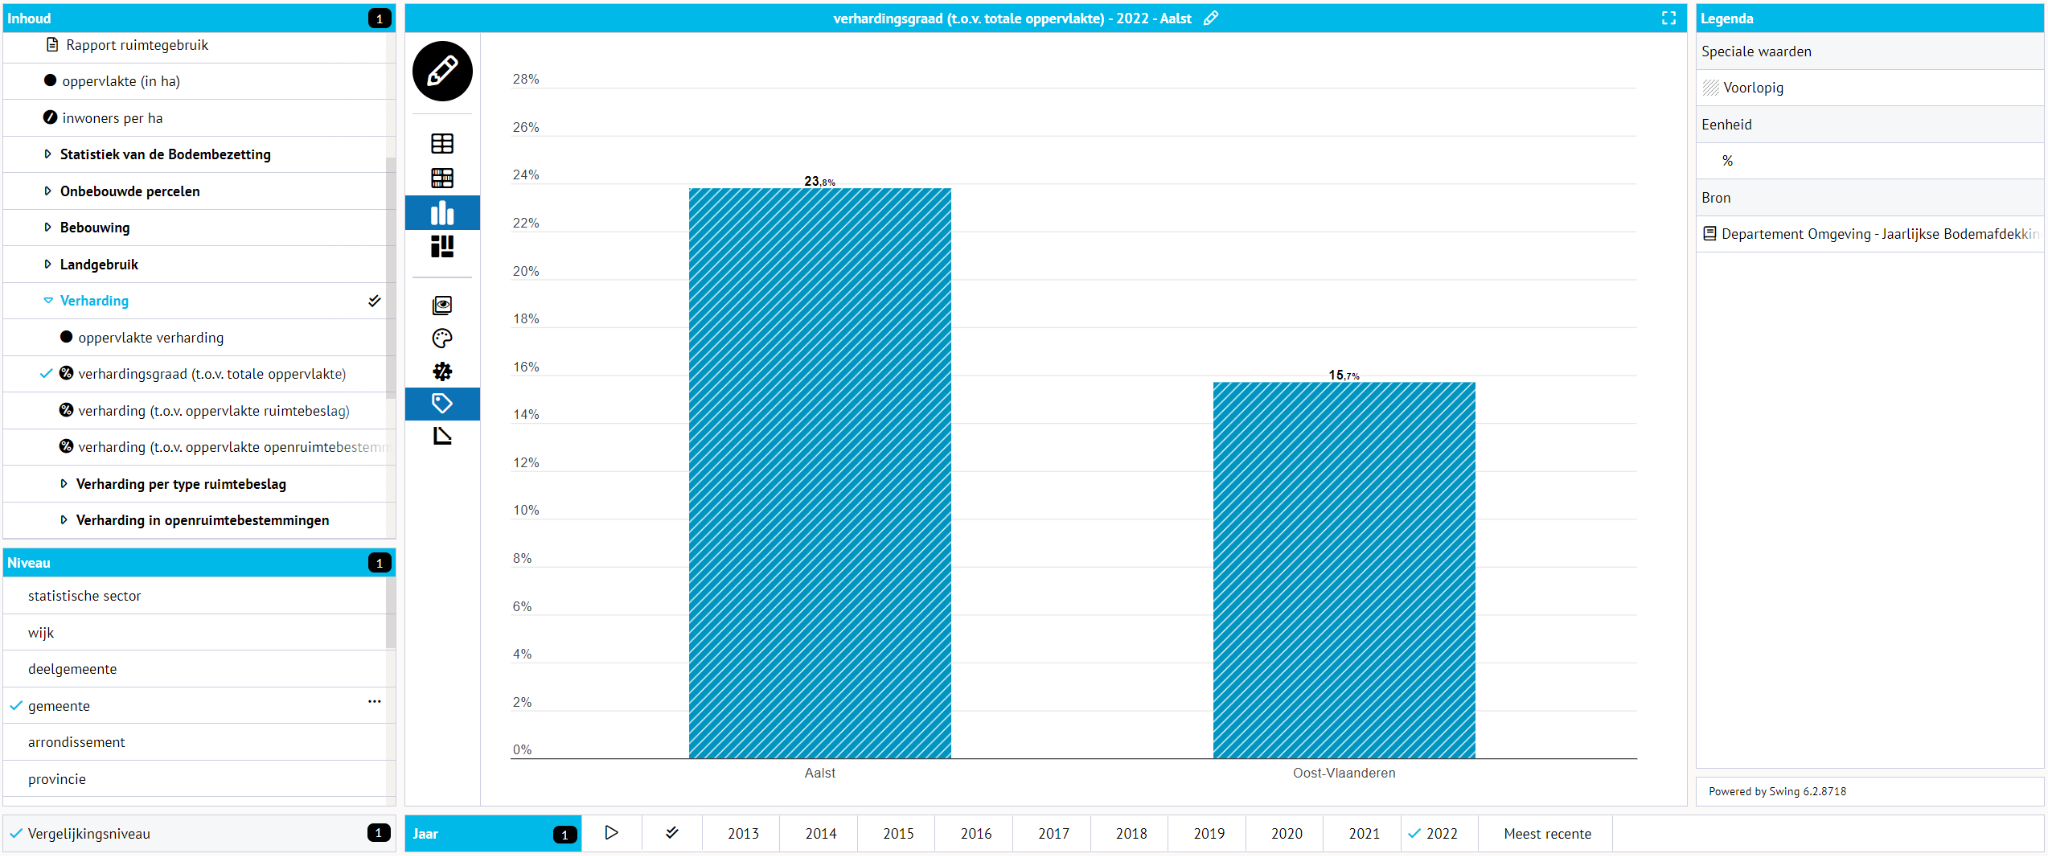 Inhoud 1
Rapport ruimtegebruik
oppervlakte (in ha)
inwoners per ha
Statistiek van de Bodembezetting
Onbebouwde percelen
Bebouwing
Landgebruik
Verharding
oppervlakte verharding
verhardingsgraad (t.o.v. totale oppervlakte)
verharding (t.o.v. oppervlakte ruimtebeslag)
verharding (t.o.v. oppervlakte openruimtebestem
Verharding per type ruimtebeslag
Verharding in openruimtebestemmingen
Niveau 1
statistische sector
wijk
deelgemeente
gemeente ...
arrondissement
provincie
Vergelijkingsniveau 1
verhardingsgraad (t.o.v. totale oppervlakte) - 2022 - Aalst
28%
26%
24%
22%
20%
18%
16%
14%
12%
10%
8%
6%
4%
2%
0%
23,8%
15,7%
Aalst Oost-Vlaanderen
Jaar 1 2013 2014 2015 2016 2017 2018 2019 2020 2021 2022 Meest recente
Legenda
Speciale waarden
Voorlopig
Eenheid
%
Bron
Departement Omgeving - Jaarlijkse Bodemafdekkin
Powered by Swing 6.2.8718